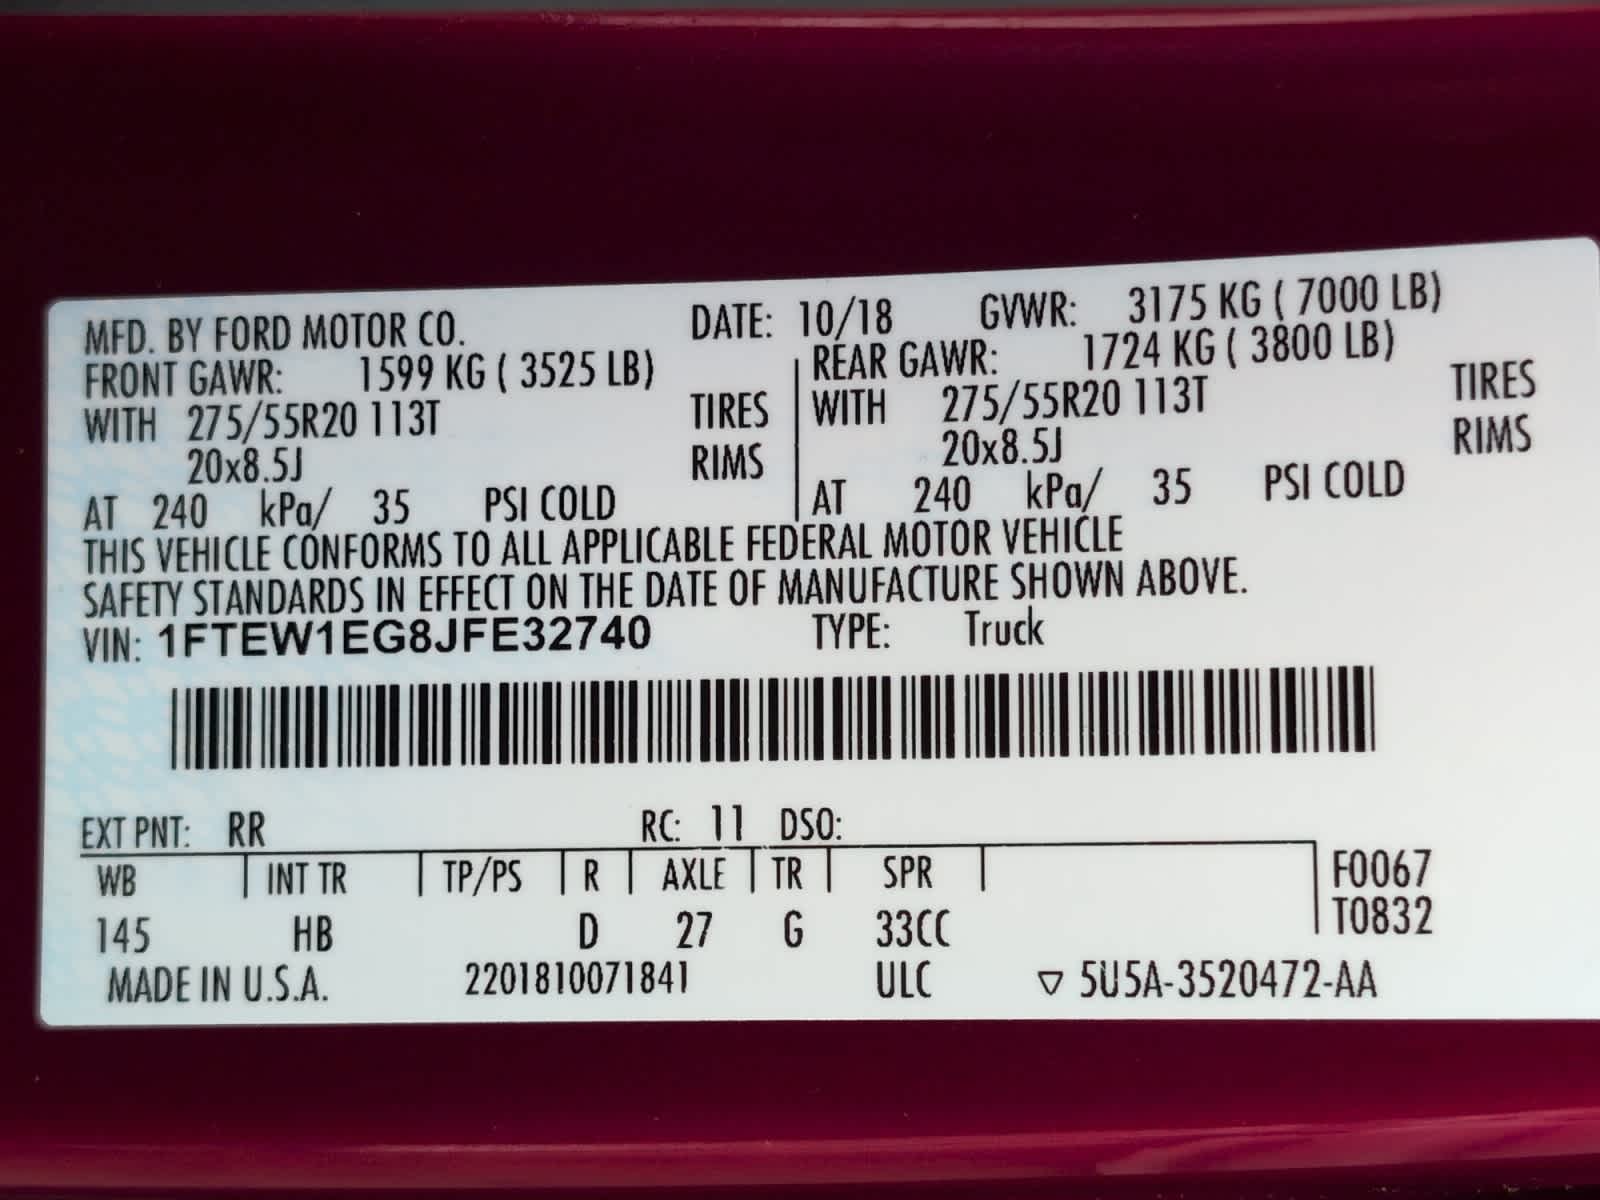 MFD. BY FORD MOTOR CO. DATE: 10/18 GVWR: 3175 KG ( 7000 LB)
FRONT GAWR: 1599 KG ( 3525 LB) REAR GAWR: 1724 KG ( 3800 LB)
WITH 275/55R20 113T TIRES WITH 275/55R20 113T TIRES
20x8.5J RIMS 20x8.5J RIMS
AT 240 kPa/ 35 PSI COLD AT 240 kPa/ 35 PSI COLD
THIS VEHICLE CONFORMS TO ALL APPLICABLE FEDERAL MOTOR VEHICLE
SAFETY STANDARDS IN EFFECT ON THE DATE OF MANUFACTURE SHOWN ABOVE.
VIN: 1FTEW1EG8JFE32740 TYPE: Truck
EXT PNT: RR RC: 11 DSO:
WB INT TR TP/PS R AXLE TR SPR F0067
145 HB D 27 G 33CC T0832
MADE IN U.S.A. 2201810071841 ULC ▽ 5U5A-3520472-AA